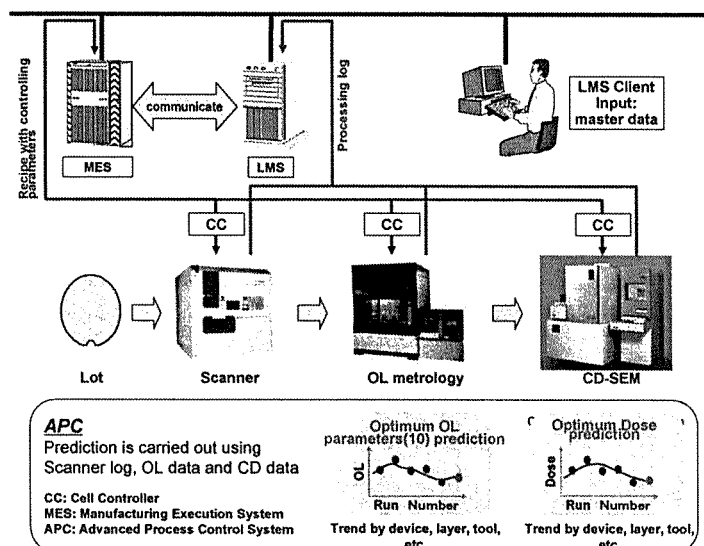 Recipe with controlling
parameters
communicate
MES
LMS
Processing log
LMS Client
Input:
master data
CC
CC
CC
Lot
Scanner
OL metrology
CD-SEM
APC
Prediction is carried out using
Scanner log, OL data and CD data
CC: Cell Controller
MES: Manufacturing Execution System
APC: Advanced Process Control System
Optimum OL
parameters(10) prediction
OL
Run Number
Trend by device, layer, tool,
etc
Optimum Dose
prediction
Dose
Run Number
Trend by device, layer, tool,
etc